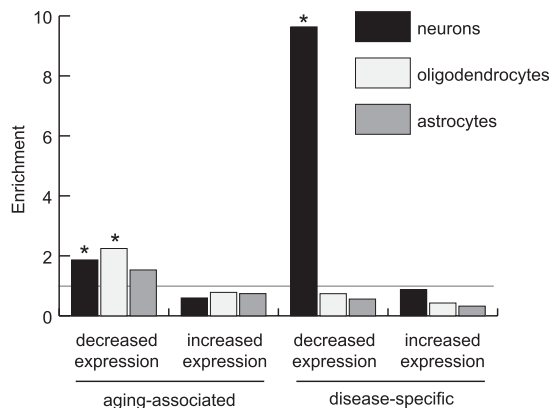 10
8
6
4
2
0
Enrichment
*
*
*
neurons
oligodendrocytes
astrocytes
decreased expression
increased expression
decreased expression
increased expression
aging-associated
disease-specific